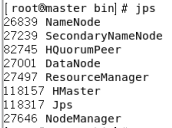 [root@master bin]# jps
26839 NameNode
27239 SecondaryNameNode
82745 HQuorumPeer
27001 DataNode
27497 ResourceManager
118157 HMaster
118317 Jps
27646 NodeManager